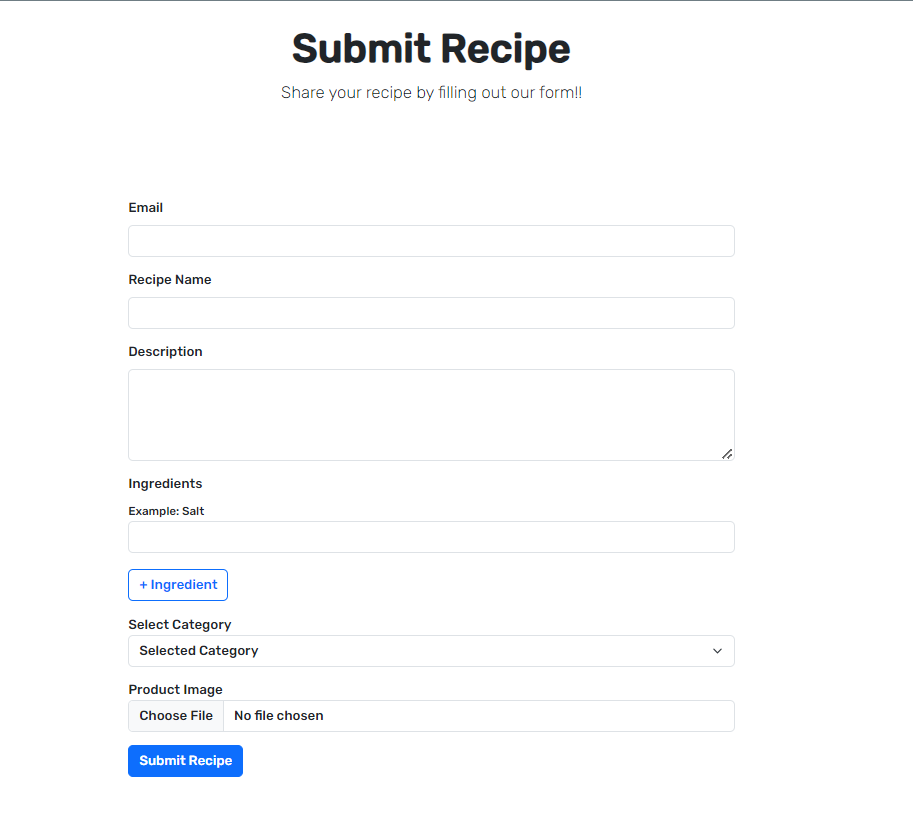 Submit Recipe
Share your recipe by filling out our form!!
Email
Recipe Name
Description
Ingredients
Example: Salt
+ Ingredient
Select Category
Selected Category
Product Image
Choose File No file chosen
Submit Recipe